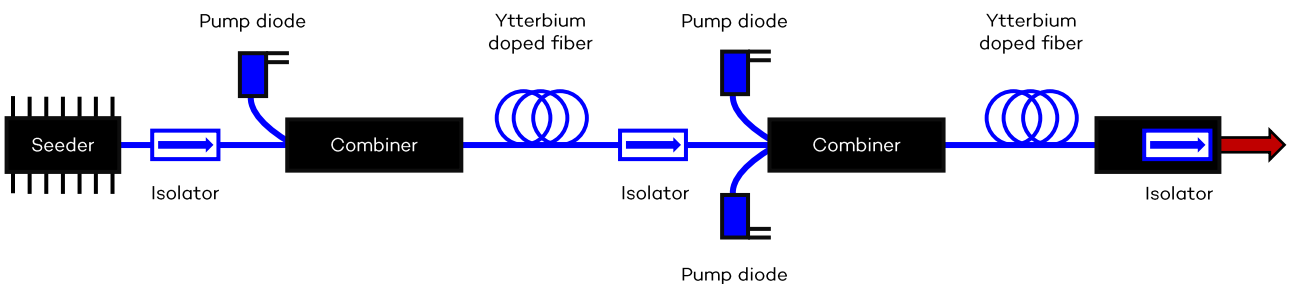 Pump diode
Ytterbium
doped fiber
Pump diode
Ytterbium
doped fiber
Seeder
Combiner
Combiner
Isolator
Isolator
Isolator
Pump diode